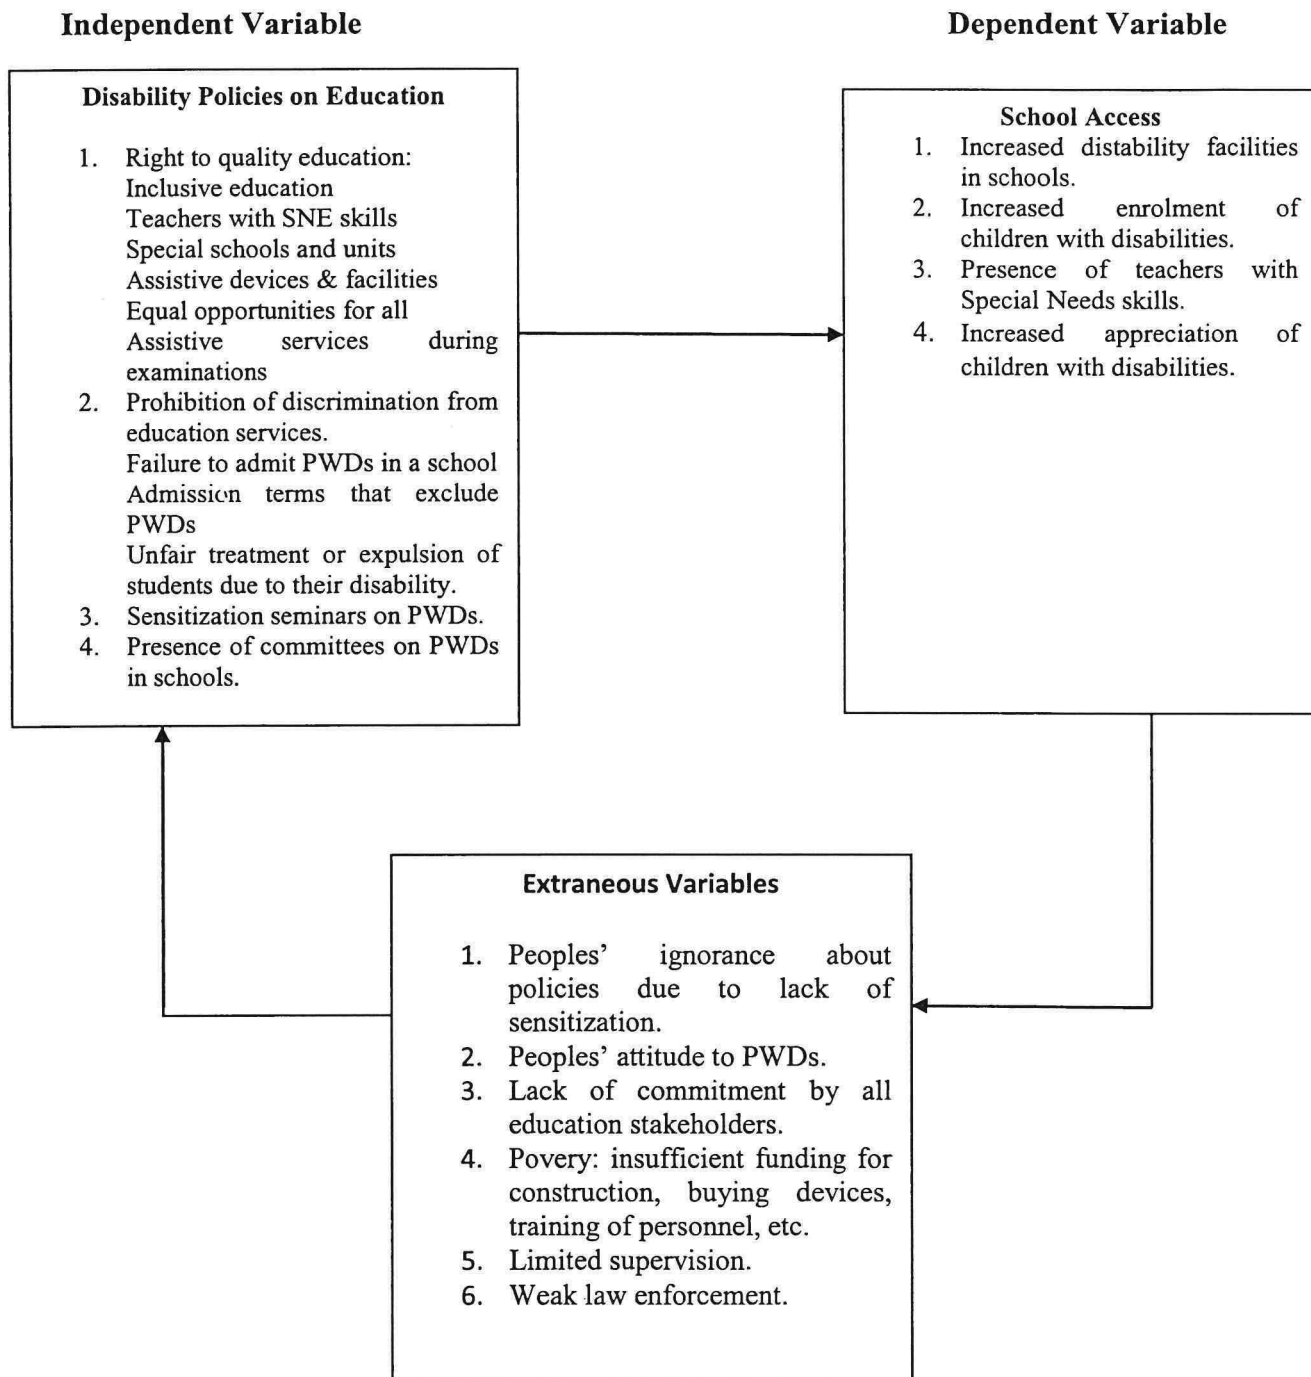 Independent Variable
Dependent Variable
Disability Policies on Education
1. Right to quality education:
Inclusive education
Teachers with SNE skills
Special schools and units
Assistive devices & facilities
Equal opportunities for all
Assistive services during
examinations
2. Prohibition of discrimination from
education services.
Failure to admit PWDs in a school
Admission terms that exclude
PWDs
Unfair treatment or expulsion of
students due to their disability.
3. Sensitization seminars on PWDs.
4. Presence of committees on PWDs
in schools.
School Access
1. Increased distability facilities
in schools.
2. Increased enrolment of
children with disabilities.
3. Presence of teachers with
Special Needs skills.
4. Increased appreciation of
children with disabilities.
Extraneous Variables
1. Peoples’ ignorance about
policies due to lack of
sensitization.
2. Peoples’ attitude to PWDs.
3. Lack of commitment by all
education stakeholders.
4. Povery: insufficient funding for
construction, buying devices,
training of personnel, etc.
5. Limited supervision.
6. Weak law enforcement.